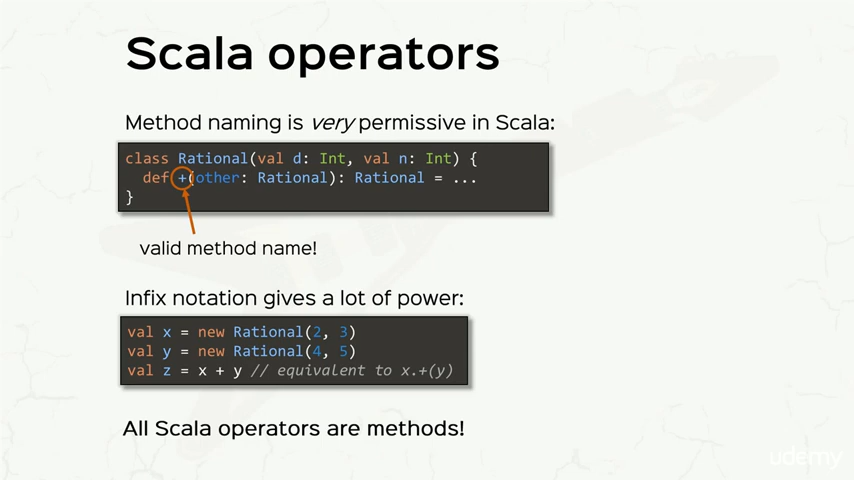 Scala operators
Method naming is very permissive in Scala:
class Rational(val d: Int, val n: Int) {
  def +(other: Rational): Rational = ...
}
valid method name!
Infix notation gives a lot of power:
val x = new Rational(2, 3)
val y = new Rational(4, 5)
val z = x + y // equivalent to x.+(y)
All Scala operators are methods!
udemy